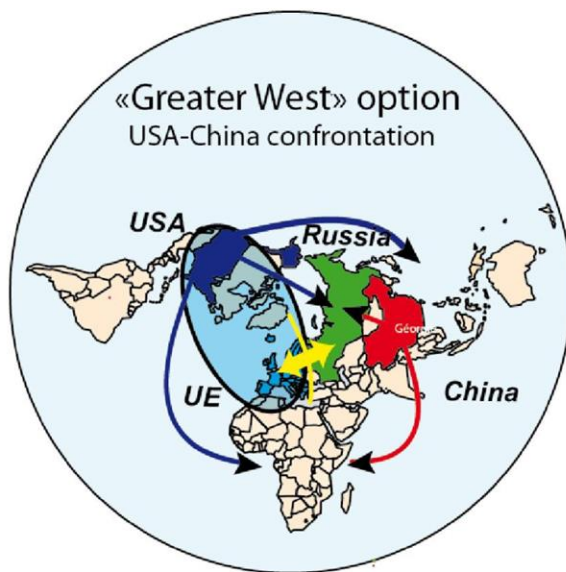 «Greater West» option
USA-China confrontation
USA
Russia
UE
China